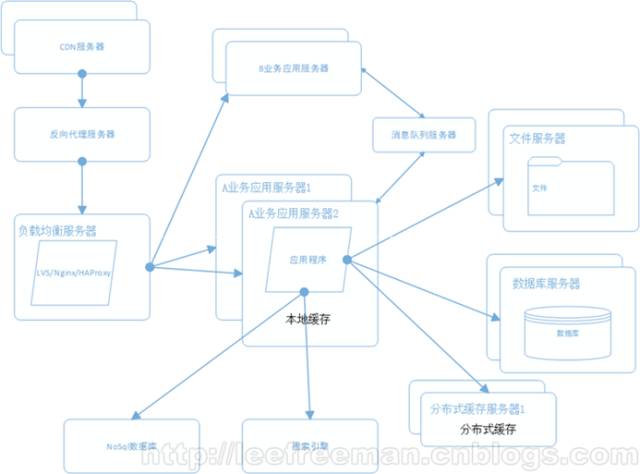 CDN服务器
反向代理服务器
负载均衡服务器
LVS/Nginx/HAProxy
B业务应用服务器
消息队列服务器
A业务应用服务器1
A业务应用服务器2
应用程序
本地缓存
文件服务器
文件
数据库服务器
数据库
分布式缓存服务器1
分布式缓存
NoSql数据库
搜索引擎
http://leefreeman.cnblogs.com